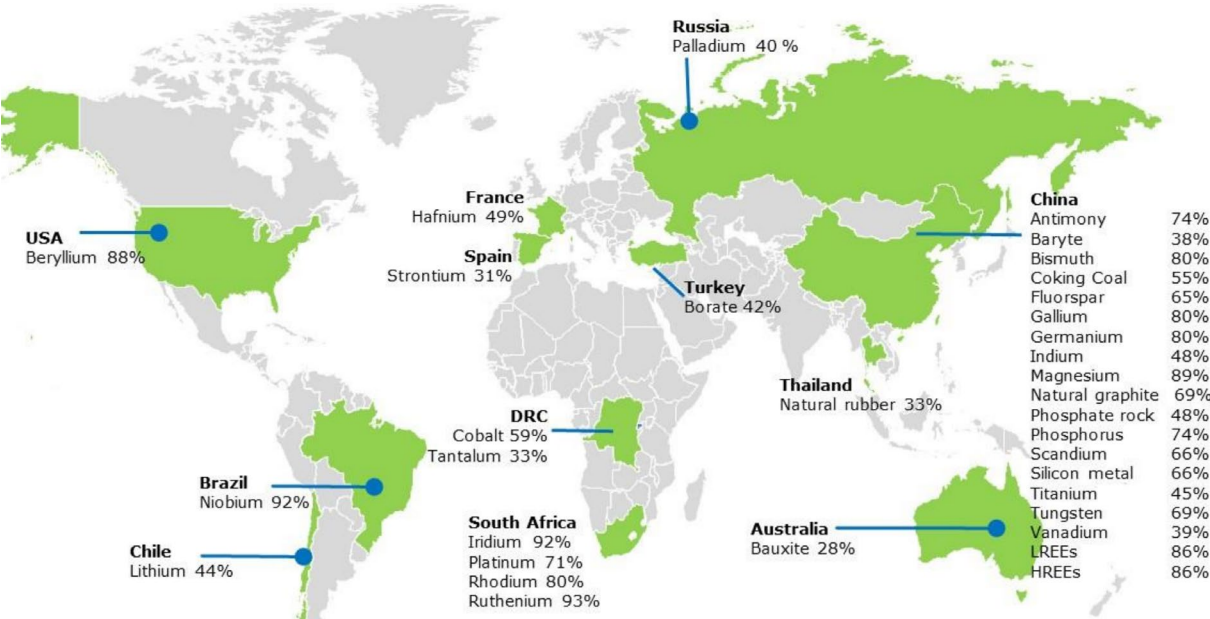 Russia
Palladium 40 %
France
Hafnium 49%
USA
Beryllium 88%
Spain
Strontium 31%
Turkey
Borate 42%
China
Antimony 74%
Baryte 38%
Bismuth 80%
Coking Coal 55%
Fluorspar 65%
Gallium 80%
Germanium 80%
Indium 48%
Magnesium 89%
Natural graphite 69%
Phosphate rock 48%
Phosphorus 74%
Scandium 66%
Silicon metal 66%
Titanium 45%
Tungsten 69%
Vanadium 39%
LREEs 86%
HREEs 86%
Thailand
Natural rubber 33%
DRC
Cobalt 59%
Tantalum 33%
Brazil
Niobium 92%
South Africa
Iridium 92%
Platinum 71%
Rhodium 80%
Ruthenium 93%
Australia
Bauxite 28%
Chile
Lithium 44%